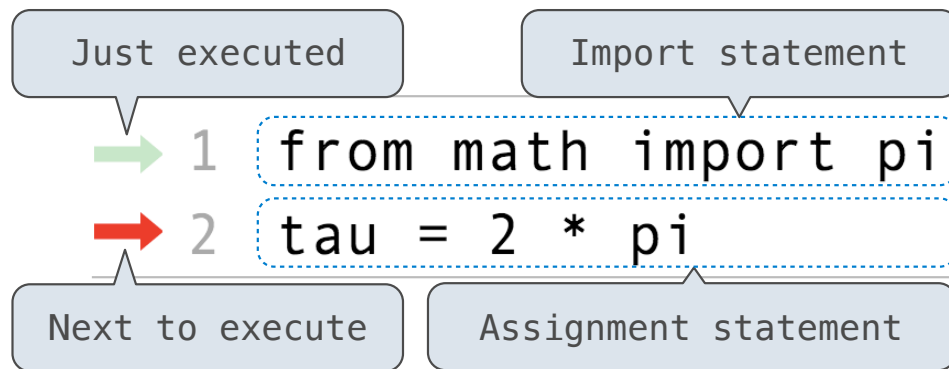 Just executed
Import statement
1 from math import pi
2 tau = 2 * pi
Next to execute
Assignment statement